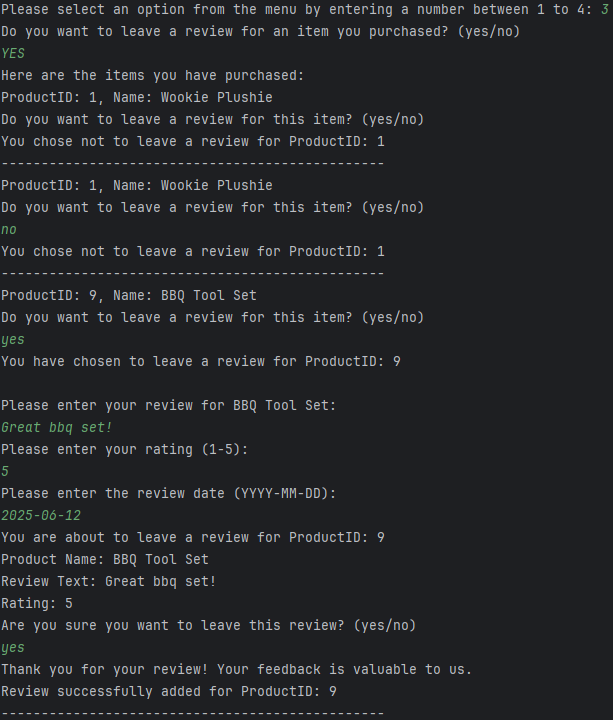 Please select an option from the menu by entering a number between 1 to 4: 3
Do you want to leave a review for an item you purchased? (yes/no)
YES
Here are the items you have purchased:
ProductID: 1, Name: Wookie Plushie
Do you want to leave a review for this item? (yes/no)
You chose not to leave a review for ProductID: 1
------------------------------------------------
ProductID: 1, Name: Wookie Plushie
Do you want to leave a review for this item? (yes/no)
no
You chose not to leave a review for ProductID: 1
------------------------------------------------
ProductID: 9, Name: BBQ Tool Set
Do you want to leave a review for this item? (yes/no)
yes
You have chosen to leave a review for ProductID: 9
Please enter your review for BBQ Tool Set:
Great bbq set!
Please enter your rating (1-5):
5
Please enter the review date (YYYY-MM-DD):
2025-06-12
You are about to leave a review for ProductID: 9
Product Name: BBQ Tool Set
Review Text: Great bbq set!
Rating: 5
Are you sure you want to leave this review? (yes/no)
yes
Thank you for your review! Your feedback is valuable to us.
Review successfully added for ProductID: 9
------------------------------------------------